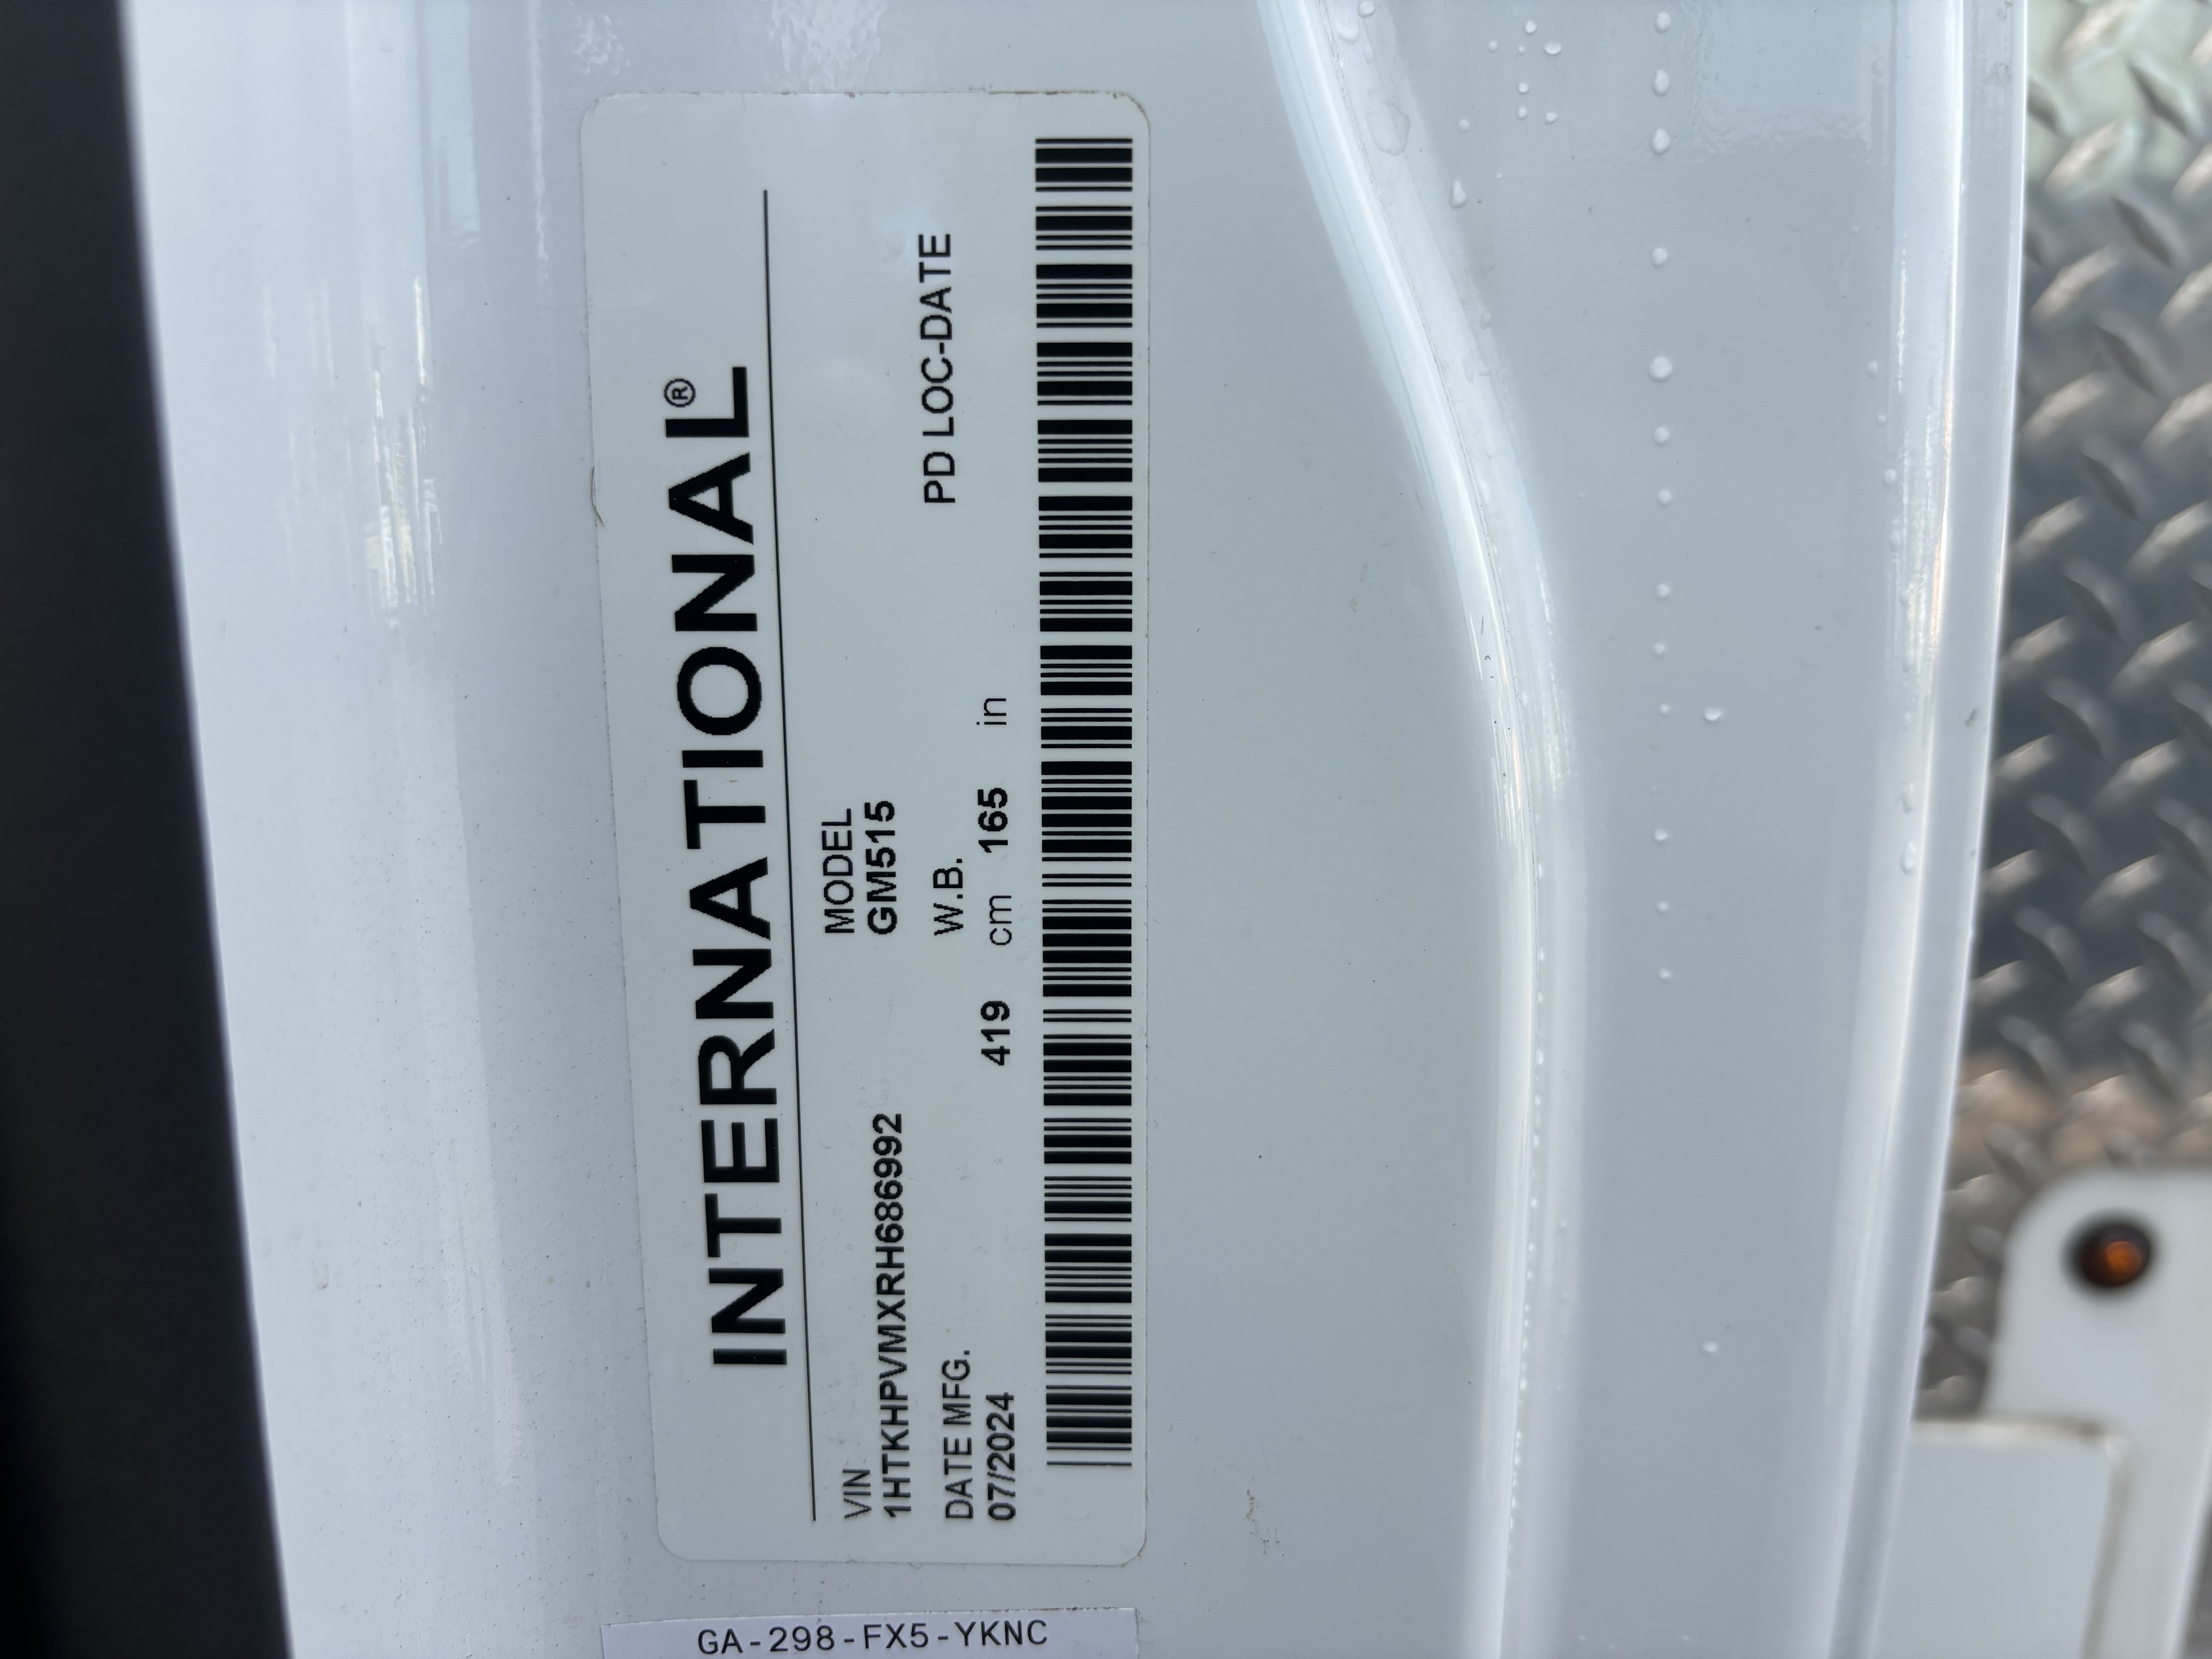 INTERNATIONAL®
VIN
1HTKHPVMXRH686992
MODEL
GM515
DATE MFG.
07/2024
W.B.
419 cm 165 in
PD LOC-DATE
GA-298-FX5-YKNC